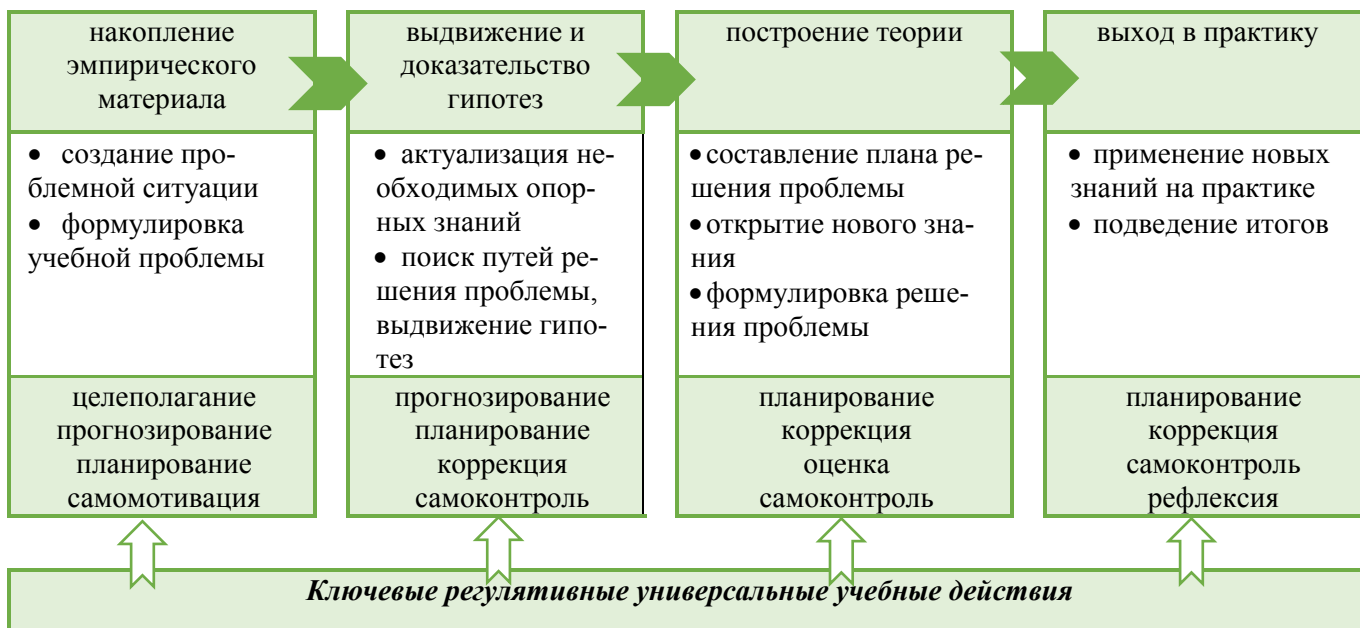 накопление
эмпирического
материала
выдвижение и
доказательство
гипотез
построение теории
выход в практику
• создание про-
блемной ситуации
• формулировка
учебной проблемы
• актуализация не-
обходимых опор-
ных знаний
• поиск путей ре-
шения проблемы,
выдвижение гипо-
тез
•составление плана ре-
шения проблемы
•открытие нового зна-
ния
•формулировка реше-
ния проблемы
• применение новых
знаний на практике
• подведение итогов
целеполагание
прогнозирование
планирование
самомотивация
прогнозирование
планирование
коррекция
самоконтроль
планирование
коррекция
оценка
самоконтроль
планирование
коррекция
самоконтроль
рефлексия
Ключевые регулятивные универсальные учебные действия